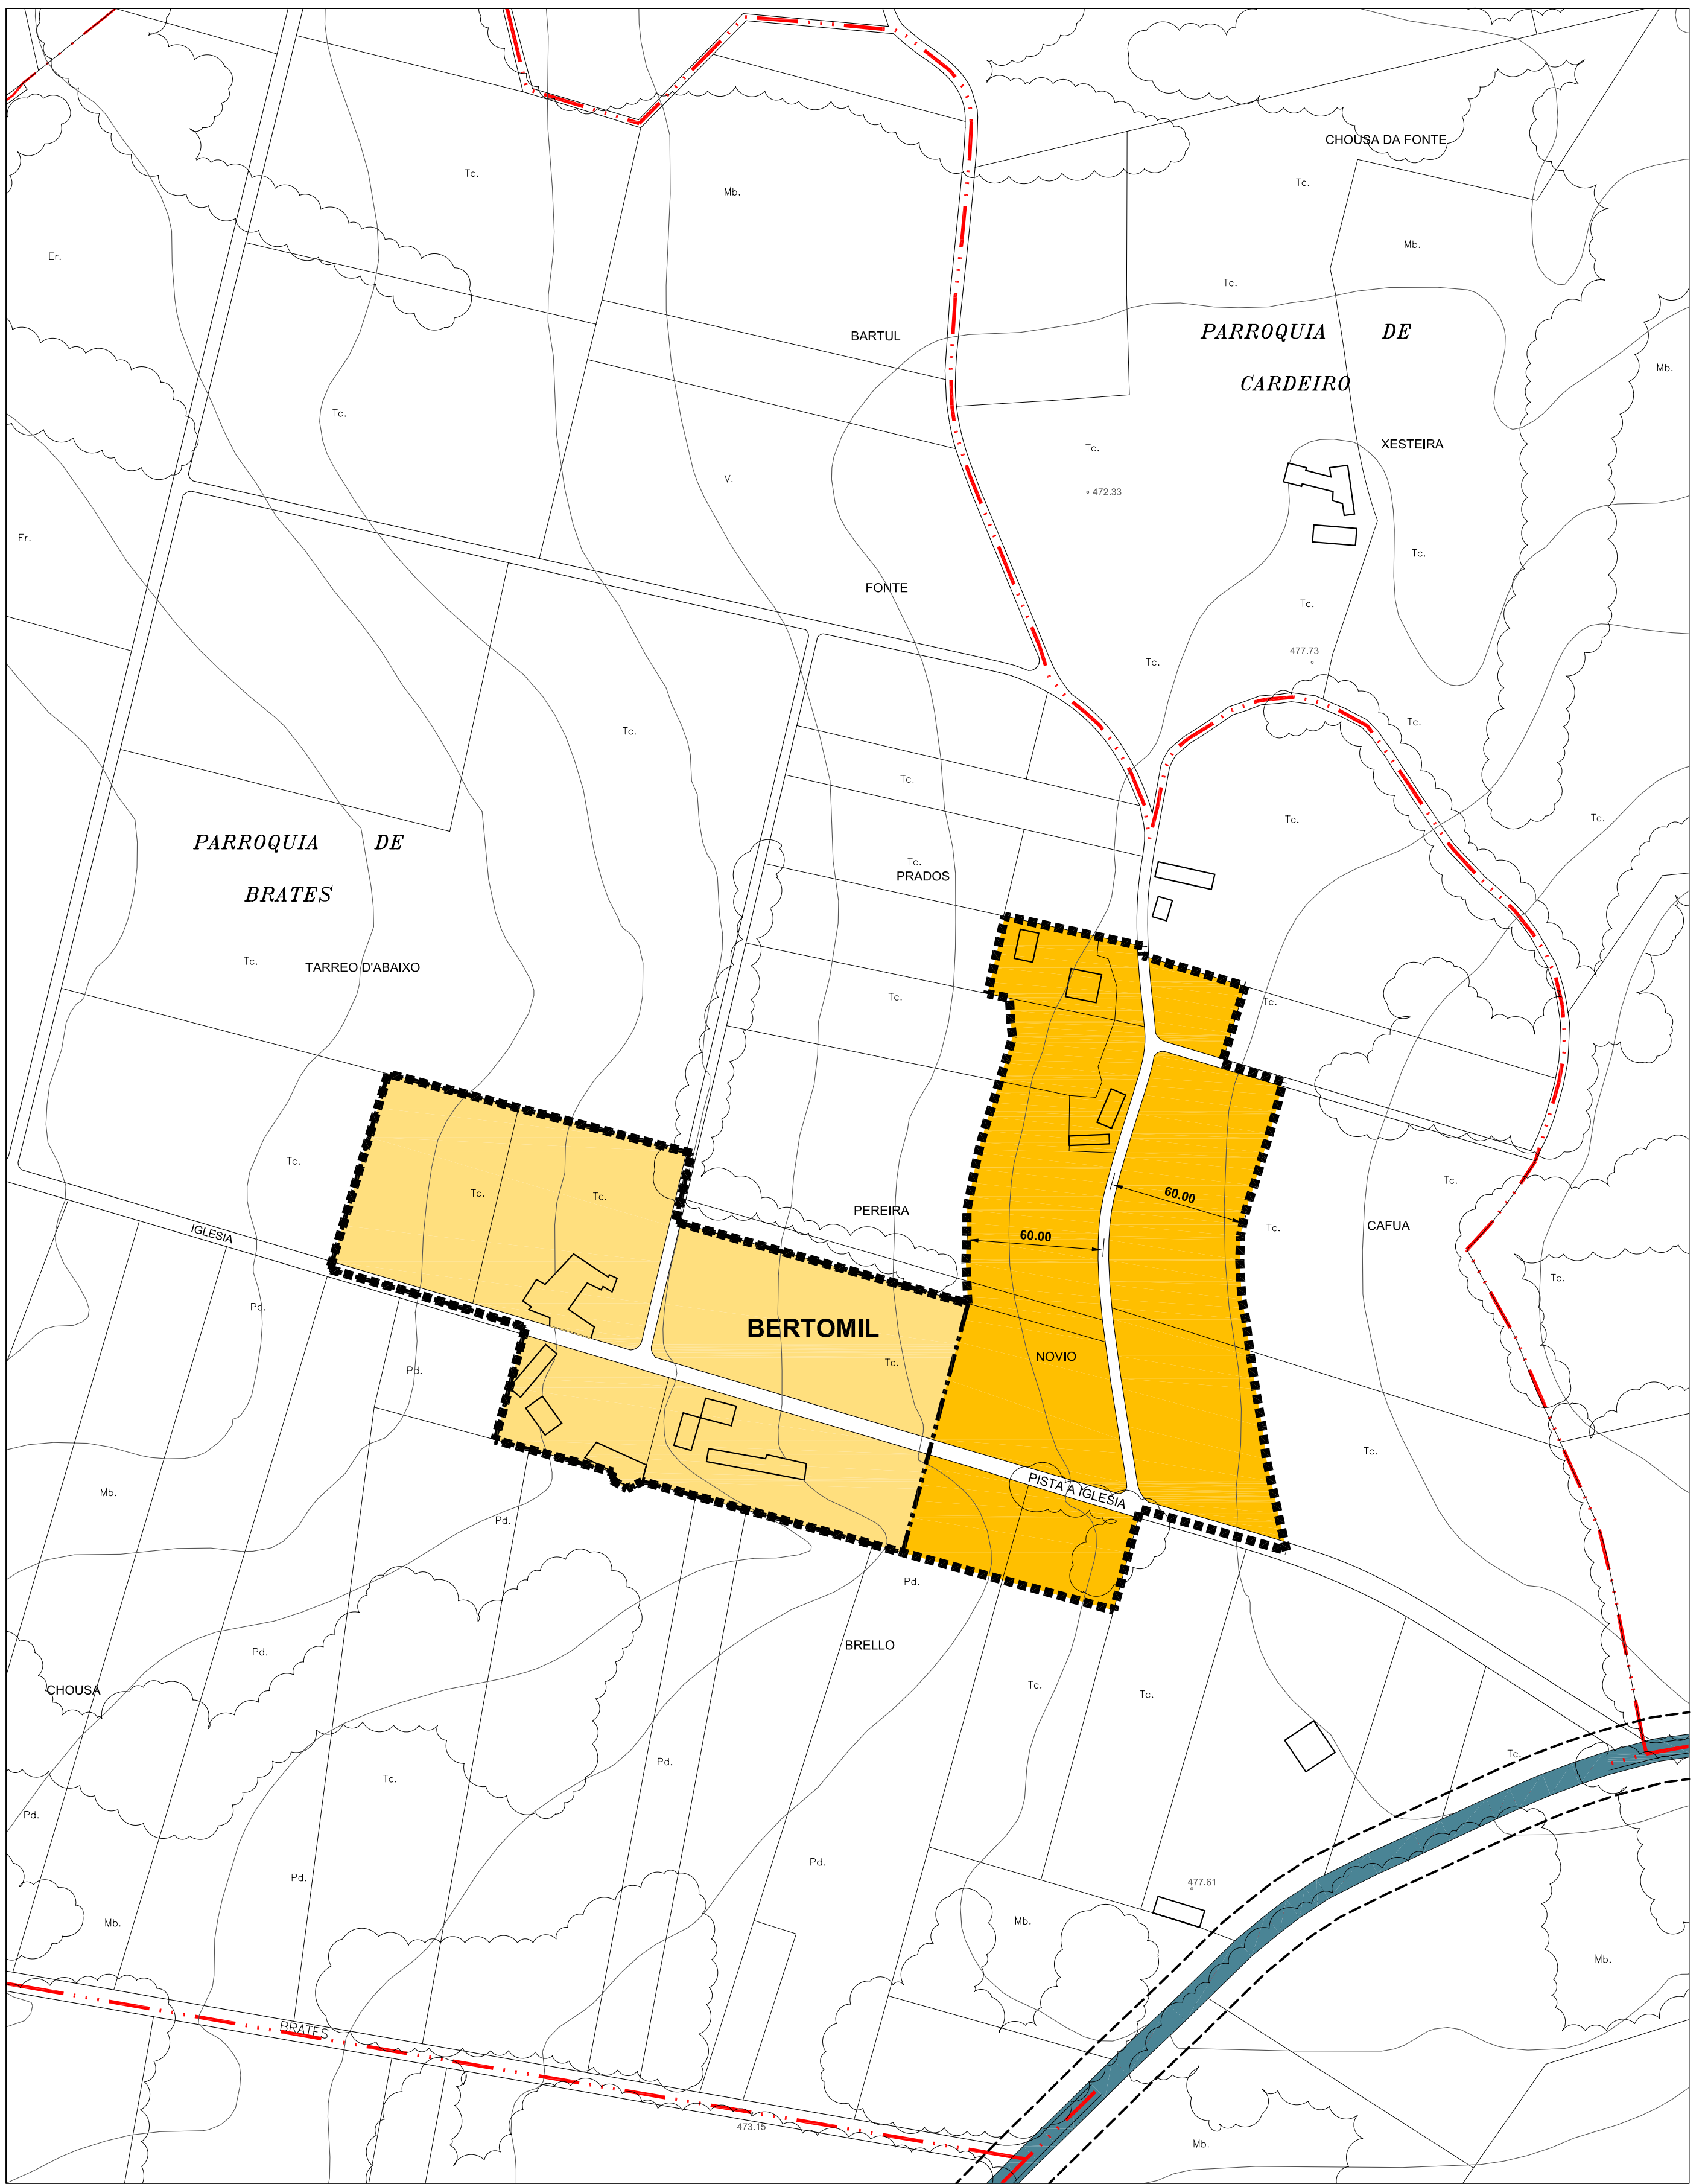 CHOUSA DA FONTE
Tc.
Tc.
Mb.
Mb.
Er.
Tc.
BARTUL
PARROQUIA DE
CARDEIRO
Mb.
Tc.
XESTEIRA
Tc.
V.
472,33
Er.
Tc.
FONTE
Tc.
477.73
Tc.
Tc.
Tc.
Tc.
Tc.
Tc.
PARROQUIA DE
BRATES
Tc.
PRADOS
Tc.
TARREO D'ABAIXO
Tc.
Tc.
Tc.
Tc.
Tc.
Tc.
60.00
PEREIRA
CAFUA
Tc.
IGLESIA
60.00
Tc.
Pd.
BERTOMIL
NOVIO
Tc.
Pd.
Tc.
PISTA A IGLESIA
Mb.
Pd.
Pd.
BRELLO
Pd.
CHOUSA
Tc.
Tc.
Tc.
Pd.
Tc.
Pd.
Pd.
Pd.
477.61
Mb.
Mb.
Mb.
BRATES
473.15
Mb.